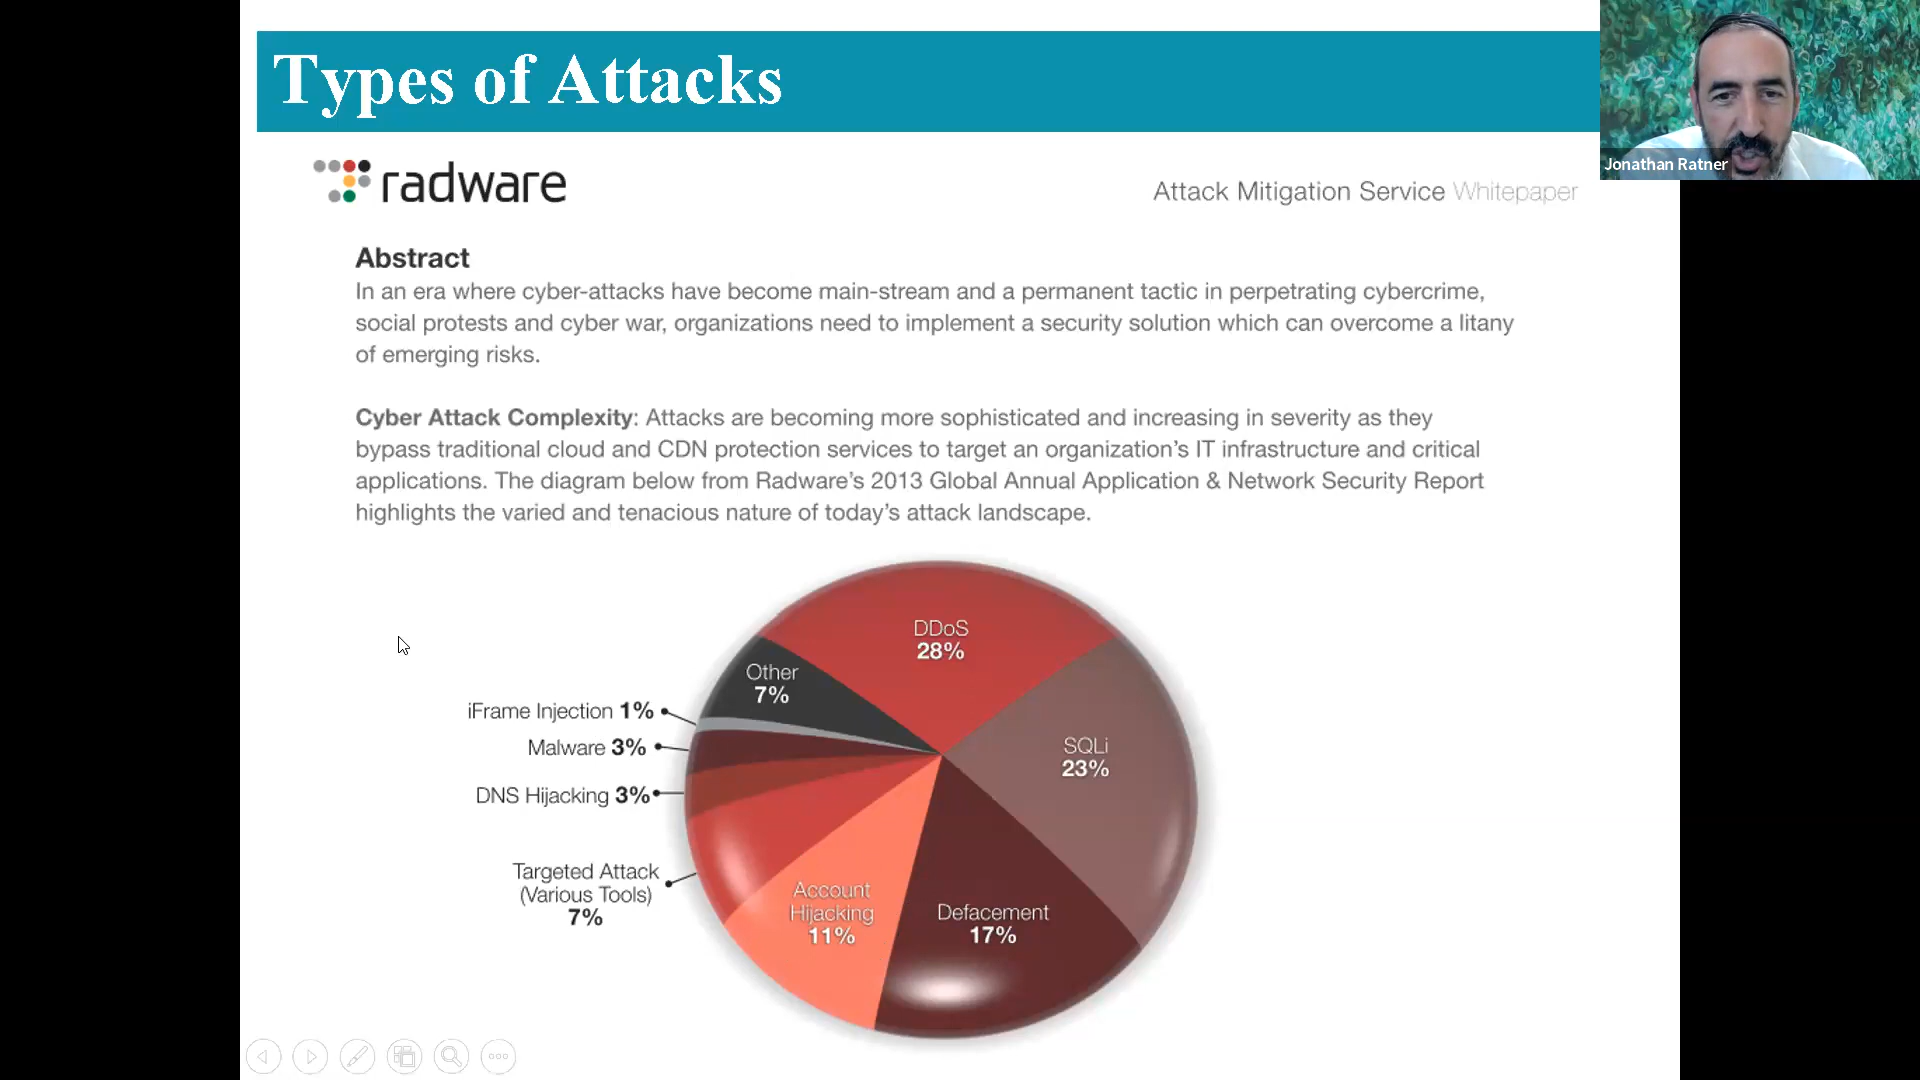 Types of Attacks
Jonathan Ratner
radware
Attack Mitigation Service Whitepaper
Abstract
In an era where cyber-attacks have become main-stream and a permanent tactic in perpetrating cybercrime,
social protests and cyber war, organizations need to implement a security solution which can overcome a litany
of emerging risks.
Cyber Attack Complexity: Attacks are becoming more sophisticated and increasing in severity as they
bypass traditional cloud and CDN protection services to target an organization's IT infrastructure and critical
applications. The diagram below from Radware's 2013 Global Annual Application & Network Security Report
highlights the varied and tenacious nature of today's attack landscape.
DDoS
28%
Other
7%
iFrame Injection 1%
Malware 3%
SQLi
23%
DNS Hijacking 3%
Targeted Attack
(Various Tools)
7%
Account
Hijacking
11%
Defacement
17%